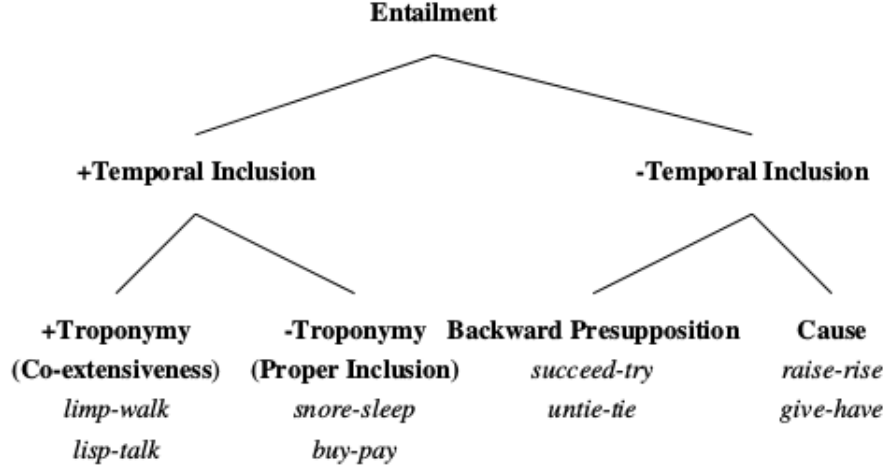 Entailment
+Temporal Inclusion -Temporal Inclusion
+Troponymy -Troponymy Backward Presupposition Cause
(Co-extensiveness) (Proper Inclusion) succeed-try raise-rise
limp-walk snore-sleep untie-tie give-have
lisp-talk buy-pay